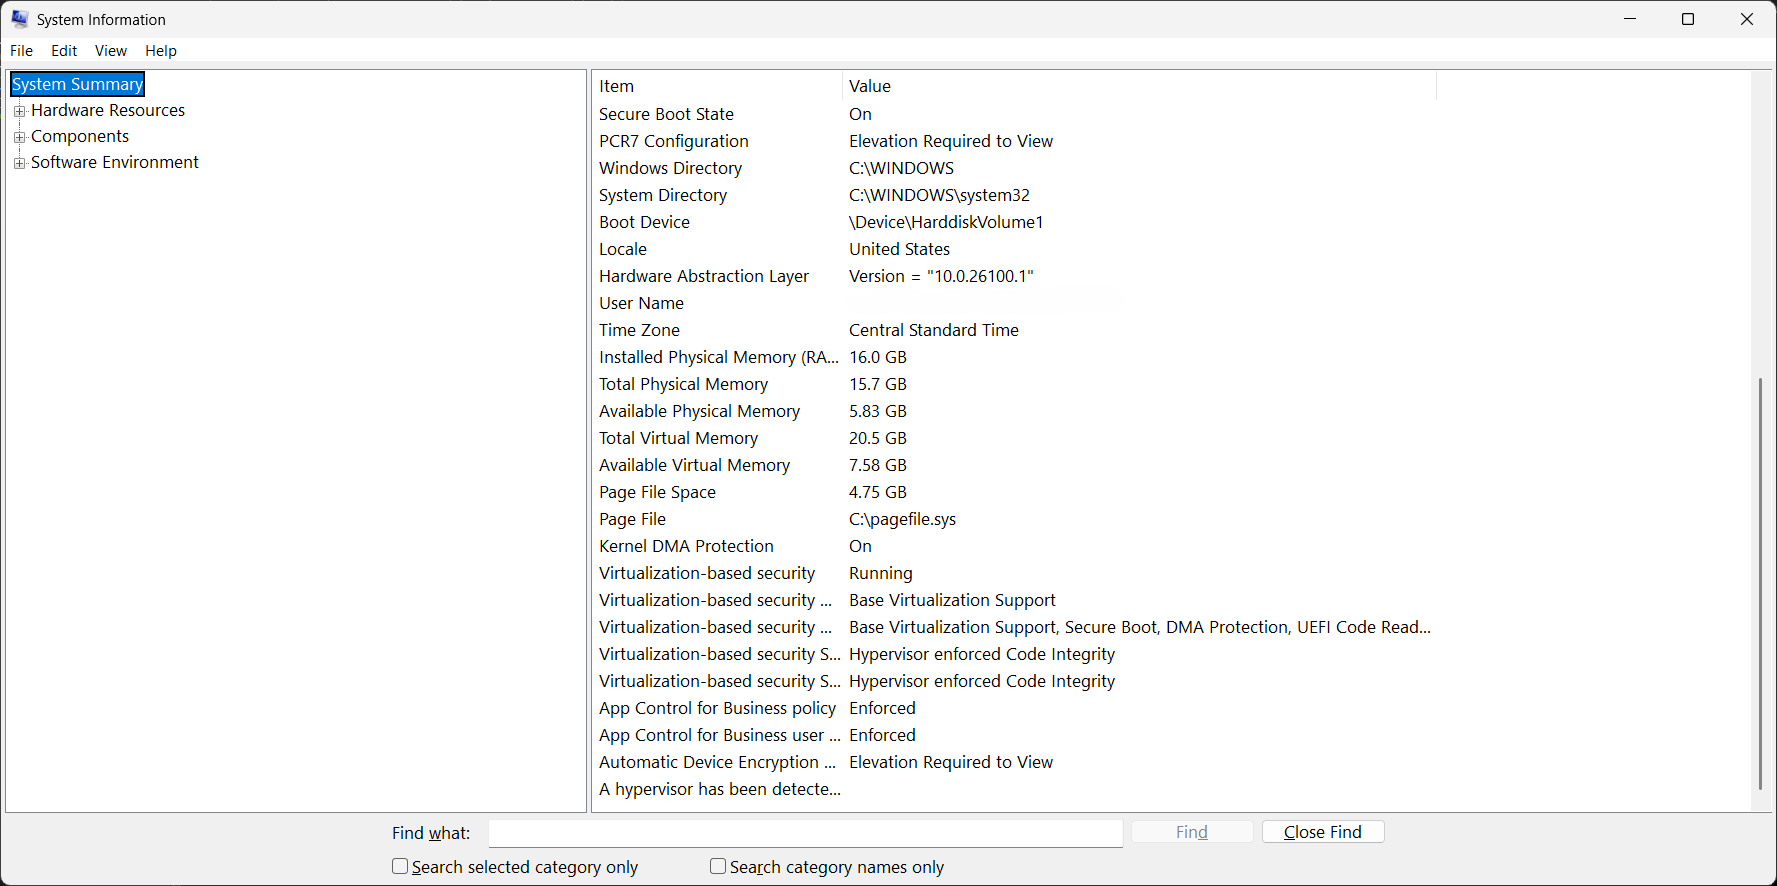 System Information
File Edit View Help
System Summary
Hardware Resources
Components
Software Environment
Item Value
Secure Boot State On
PCR7 Configuration Elevation Required to View
Windows Directory C:\WINDOWS
System Directory C:\WINDOWS\system32
Boot Device \Device\HarddiskVolume1
Locale United States
Hardware Abstraction Layer Version = "10.0.26100.1"
User Name
Time Zone Central Standard Time
Installed Physical Memory (RA... 16.0 GB
Total Physical Memory 15.7 GB
Available Physical Memory 5.83 GB
Total Virtual Memory 20.5 GB
Available Virtual Memory 7.58 GB
Page File Space 4.75 GB
Page File C:\pagefile.sys
Kernel DMA Protection On
Virtualization-based security Running
Virtualization-based security ... Base Virtualization Support
Virtualization-based security ... Base Virtualization Support, Secure Boot, DMA Protection, UEFI Code Read...
Virtualization-based security S... Hypervisor enforced Code Integrity
Virtualization-based security S... Hypervisor enforced Code Integrity
App Control for Business policy Enforced
App Control for Business user ... Enforced
Automatic Device Encryption ... Elevation Required to View
A hypervisor has been detecte...
Find what: Find Close Find
Search selected category only Search category names only